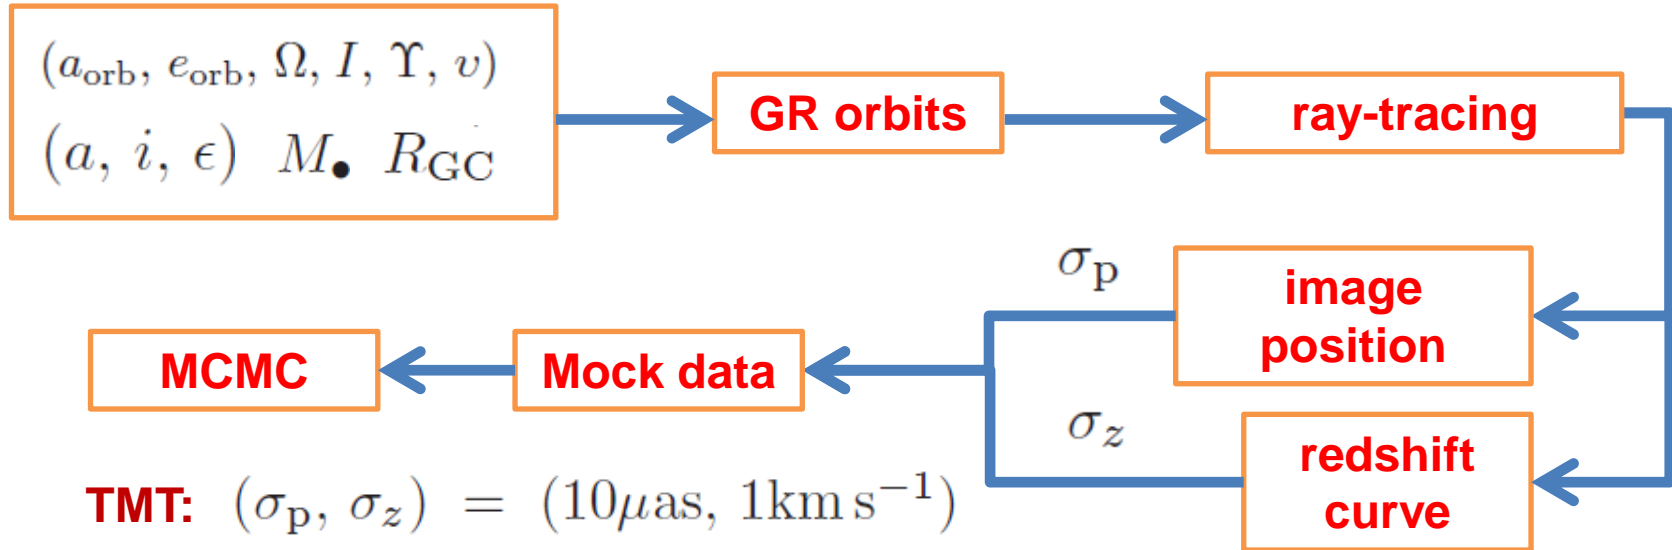 (a_orb, e_orb, Ω, I, ϒ, υ)
(a, i, ϵ) M_● R_GC
GR orbits
ray-tracing
σ_p
image
position
MCMC
Mock data
σ_z
redshift
curve
TMT: (σ_p, σ_z) = (10μas, 1km s⁻¹)